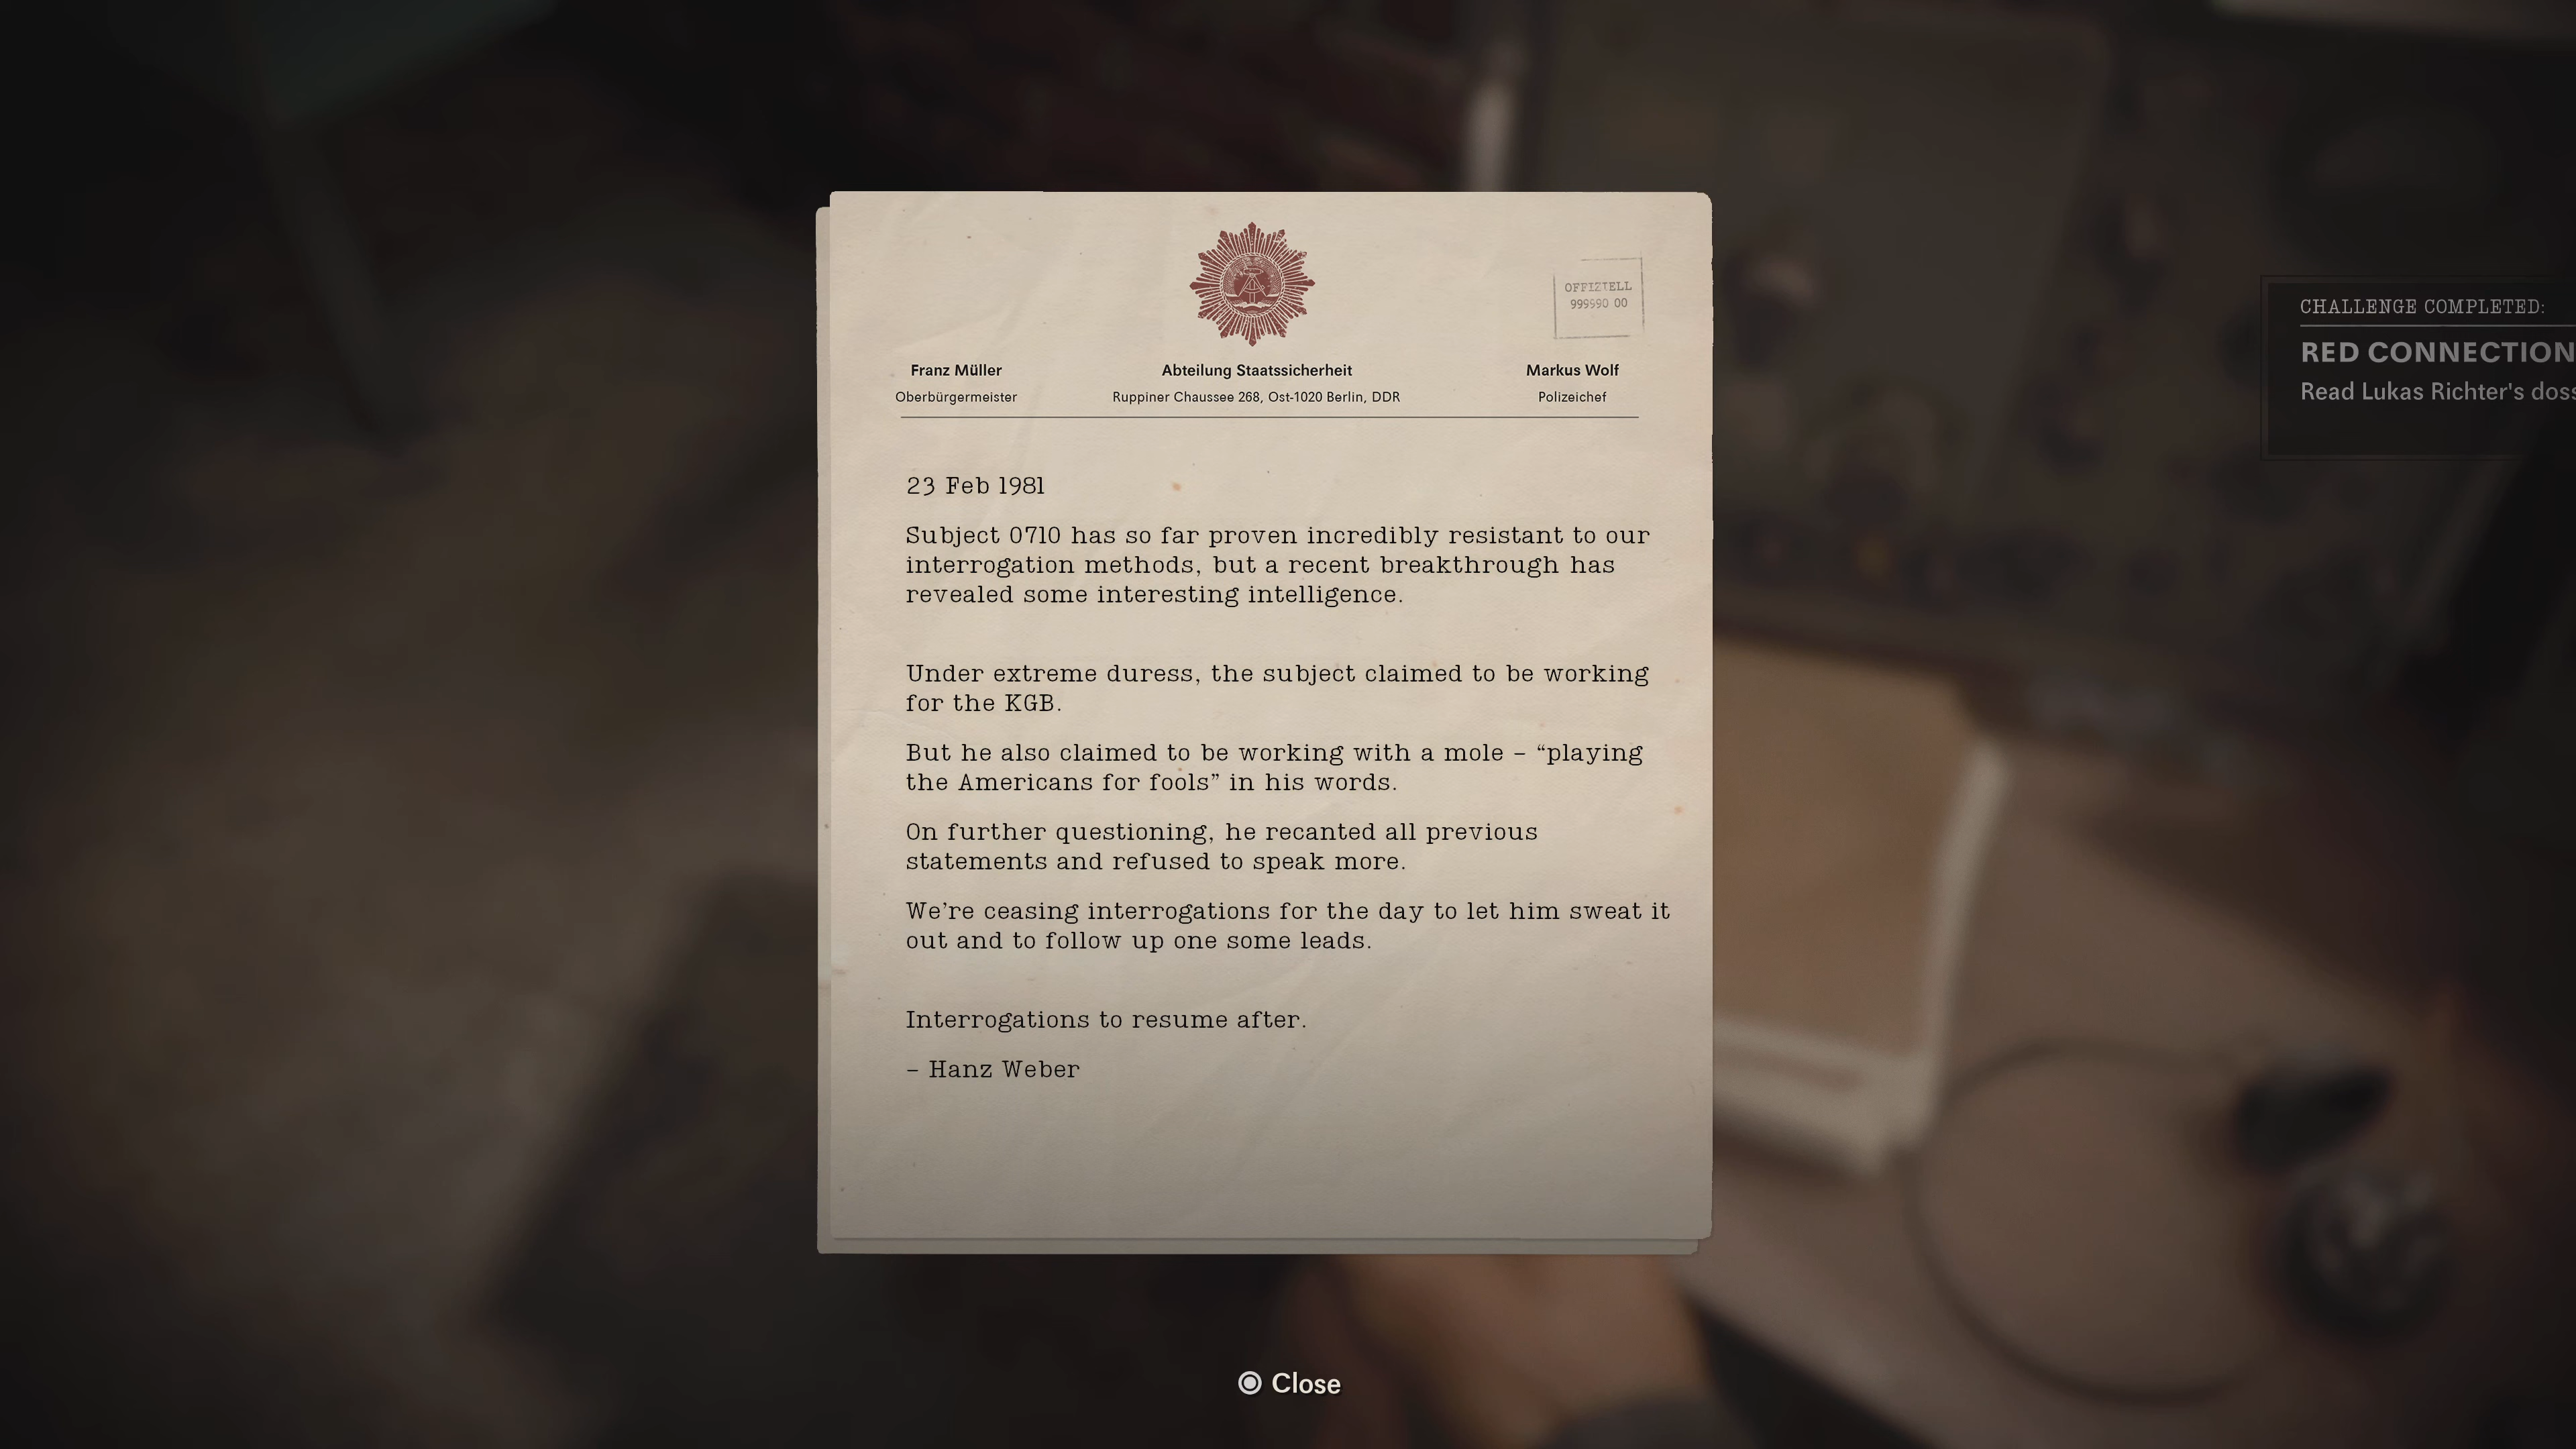 OFFIZIELL
999990 00
Franz Müller
Oberbürgermeister
Abteilung Staatssicherheit
Ruppiner Chaussee 268, Ost-1020 Berlin, DDR
Markus Wolf
Polizeichef
23 Feb 1981
Subject 0710 has so far proven incredibly resistant to our
interrogation methods, but a recent breakthrough has
revealed some interesting intelligence.
Under extreme duress, the subject claimed to be working
for the KGB.
But he also claimed to be working with a mole – “playing
the Americans for fools” in his words.
On further questioning, he recanted all previous
statements and refused to speak more.
We’re ceasing interrogations for the day to let him sweat it
out and to follow up one some leads.
Interrogations to resume after.
– Hanz Weber
CHALLENGE COMPLETED:
RED CONNECTION
Read Lukas Richter's
Close